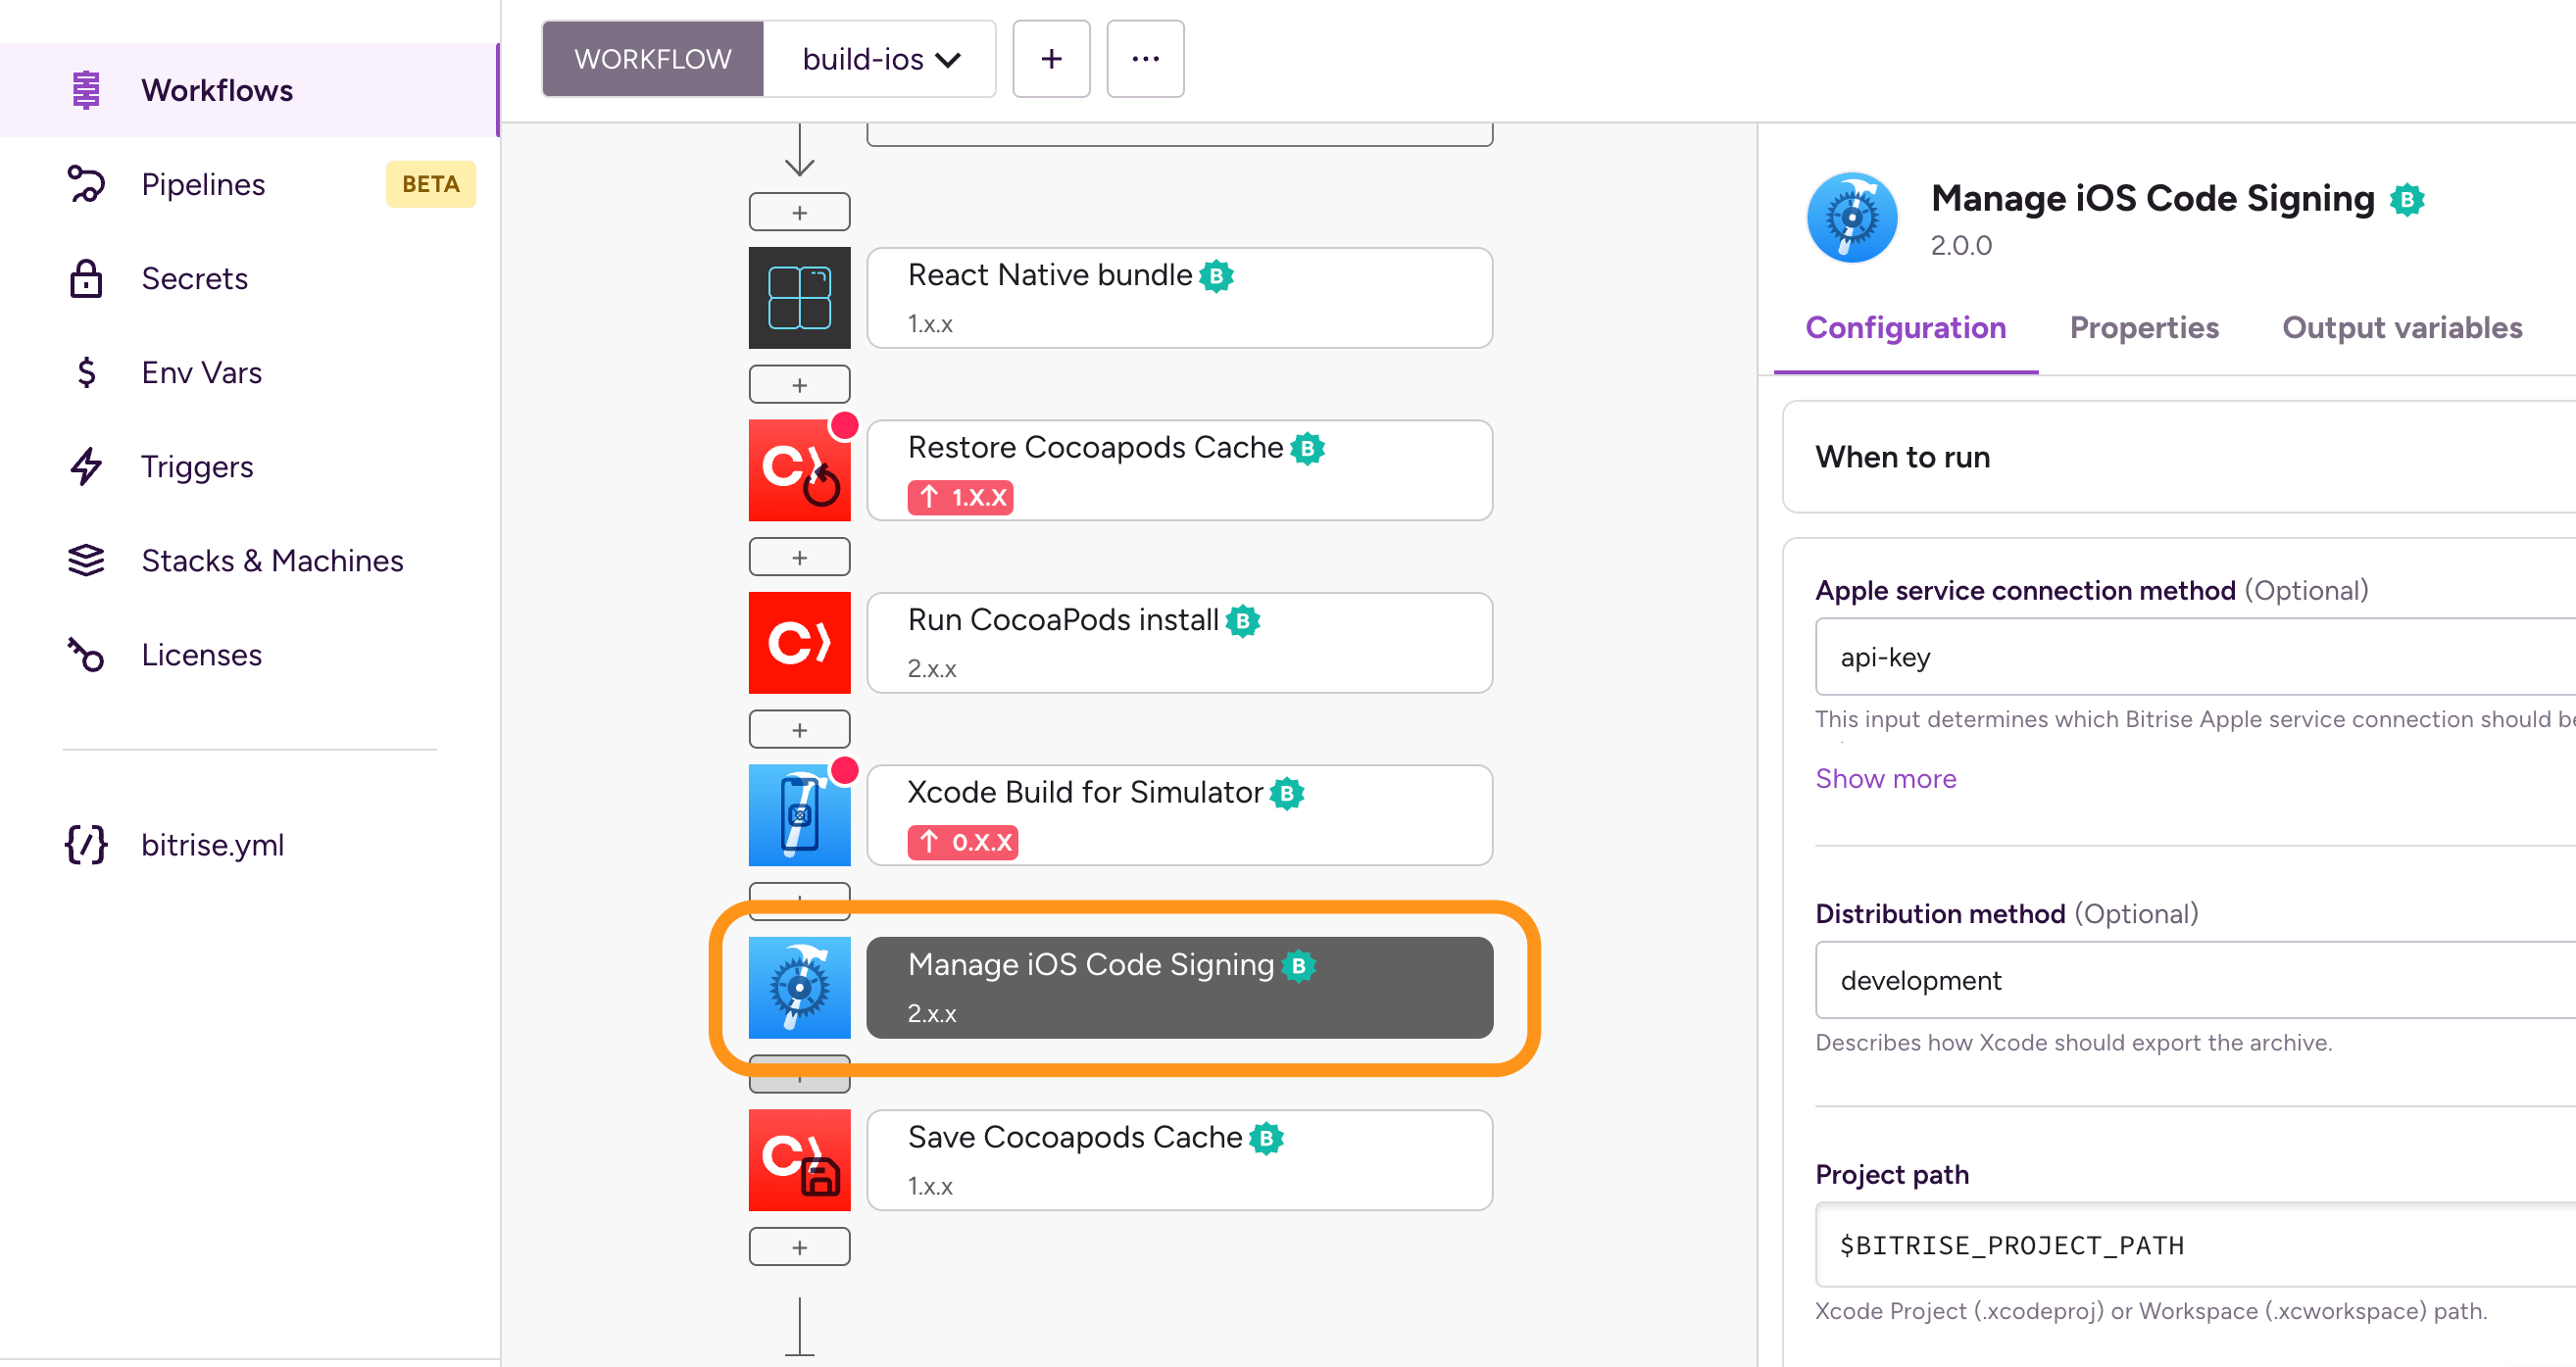 Workflows
Pipelines BETA
Secrets
Env Vars
Triggers
Stacks & Machines
Licenses
bitrise.yml
WORKFLOW build-ios + ...
+
React Native bundle B
1.x.x
+
Restore Cocoapods Cache B
↑ 1.X.X
+
Run CocoaPods install B
2.x.x
+
Xcode Build for Simulator B
↑ 0.X.X
Manage iOS Code Signing B
2.x.x
Save Cocoapods Cache B
1.x.x
+
Manage iOS Code Signing B
2.0.0
Configuration Properties Output variables
When to run
Apple service connection method (Optional)
api-key
This input determines which Bitrise Apple service connection should
Show more
Distribution method (Optional)
development
Describes how Xcode should export the archive.
Project path
$BITRISE_PROJECT_PATH
Xcode Project (.xcodeproj) or Workspace (.xcworkspace) path.